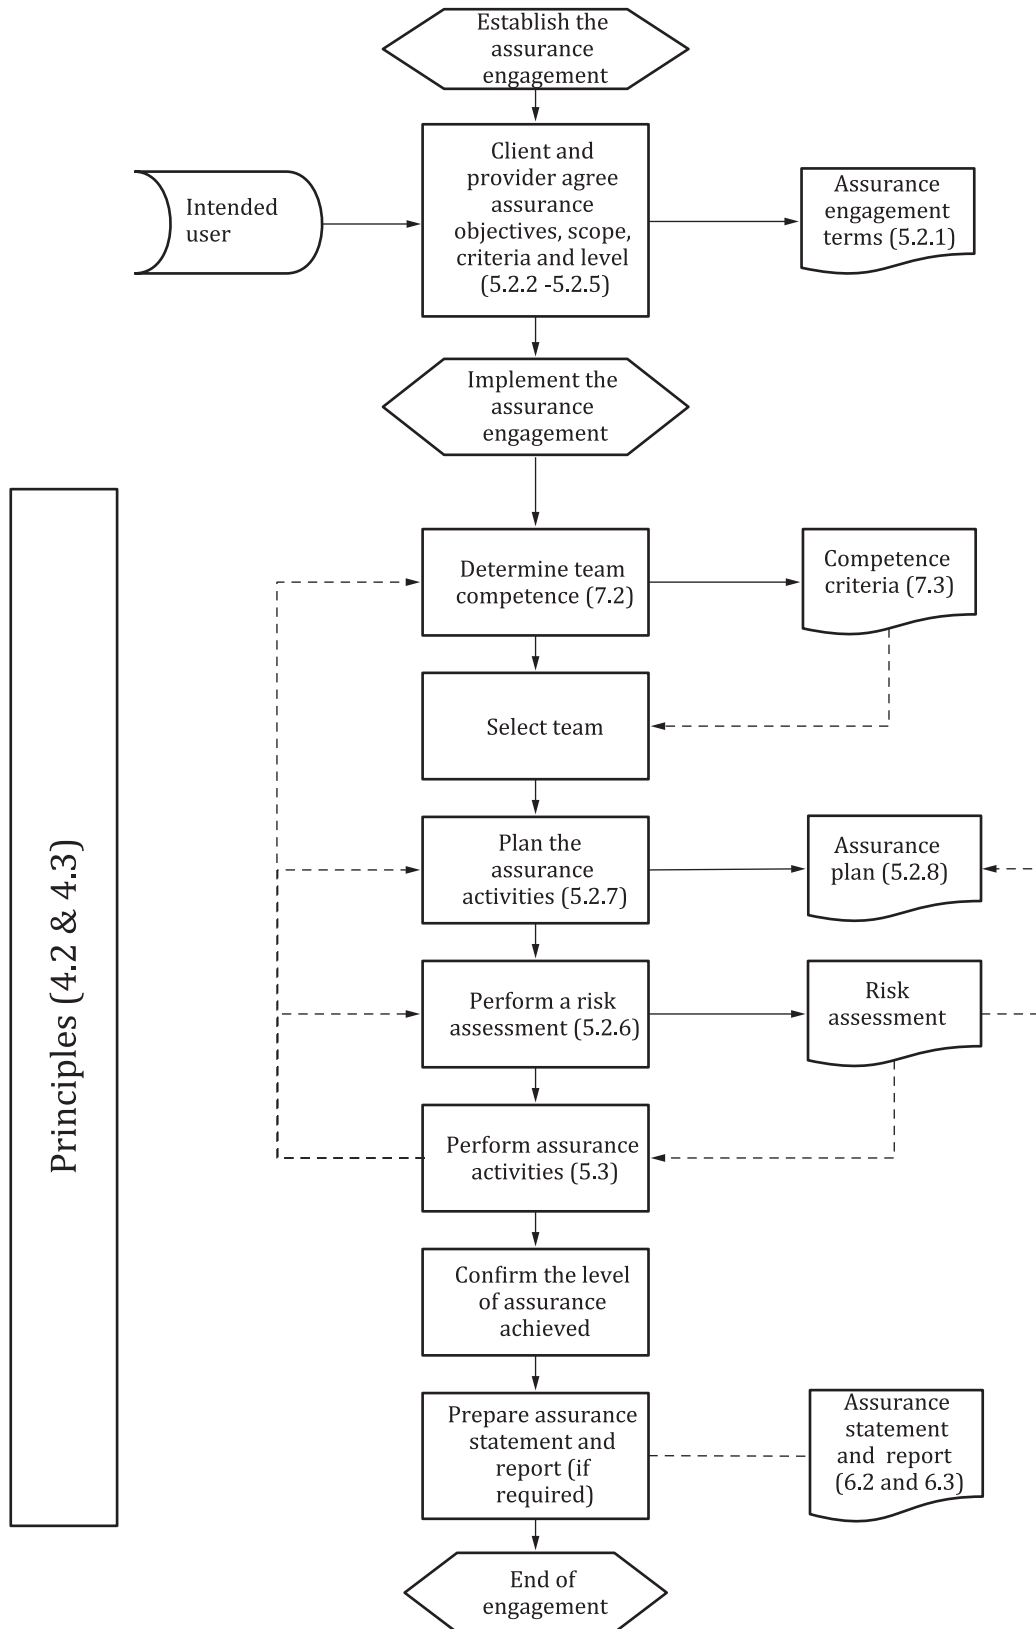 Establish the
assurance
engagement
Client and
provider agree
assurance
objectives, scope,
criteria and level
(5.2.2 -5.2.5)
Intended
user
Assurance
engagement
terms (5.2.1)
Implement the
assurance
engagement
Principles (4.2 & 4.3)
Determine team
competence (7.2)
Competence
criteria (7.3)
Select team
Plan the
assurance
activities (5.2.7)
Assurance
plan (5.2.8)
Perform a risk
assessment (5.2.6)
Risk
assessment
Perform assurance
activities (5.3)
Confirm the level
of assurance
achieved
Prepare assurance
statement and
report (if
required)
Assurance
statement
and report
(6.2 and 6.3)
End of
engagement